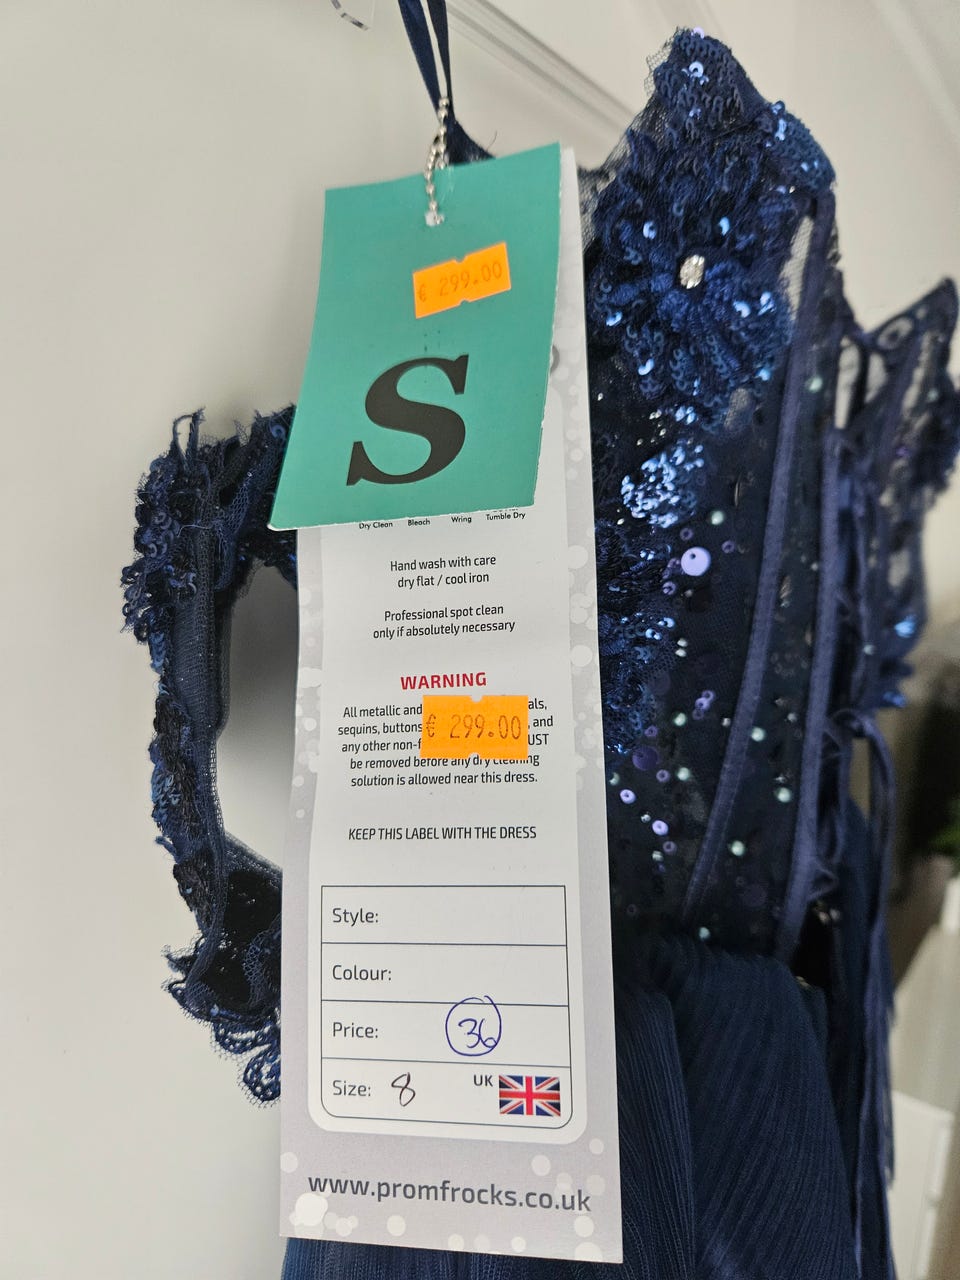 € 299.00
S
Dry Clean Bleach Wring Tumble Dry
Hand wash with care
dry flat / cool iron
Professional spot clean
only if absolutely necessary
WARNING
All metallic and
sequins, buttons , and
any other
be removed before any dry cleaning
solution is allowed near this dress.
€ 299.00
KEEP THIS LABEL WITH THE DRESS
Style:
Colour:
Price: 36
Size: 8 UK
www.promfrocks.co.uk